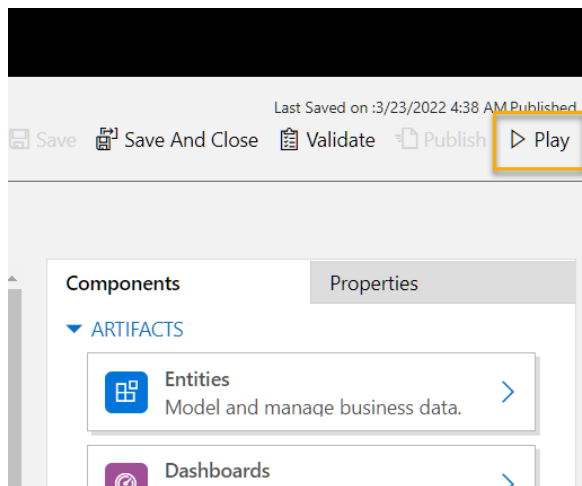 Last Saved on :3/23/2022 4:38 AM Published
Save Save And Close Validate Publish Play
Components Properties
ARTIFACTS
Entities
Model and manage business data.
Dashboards